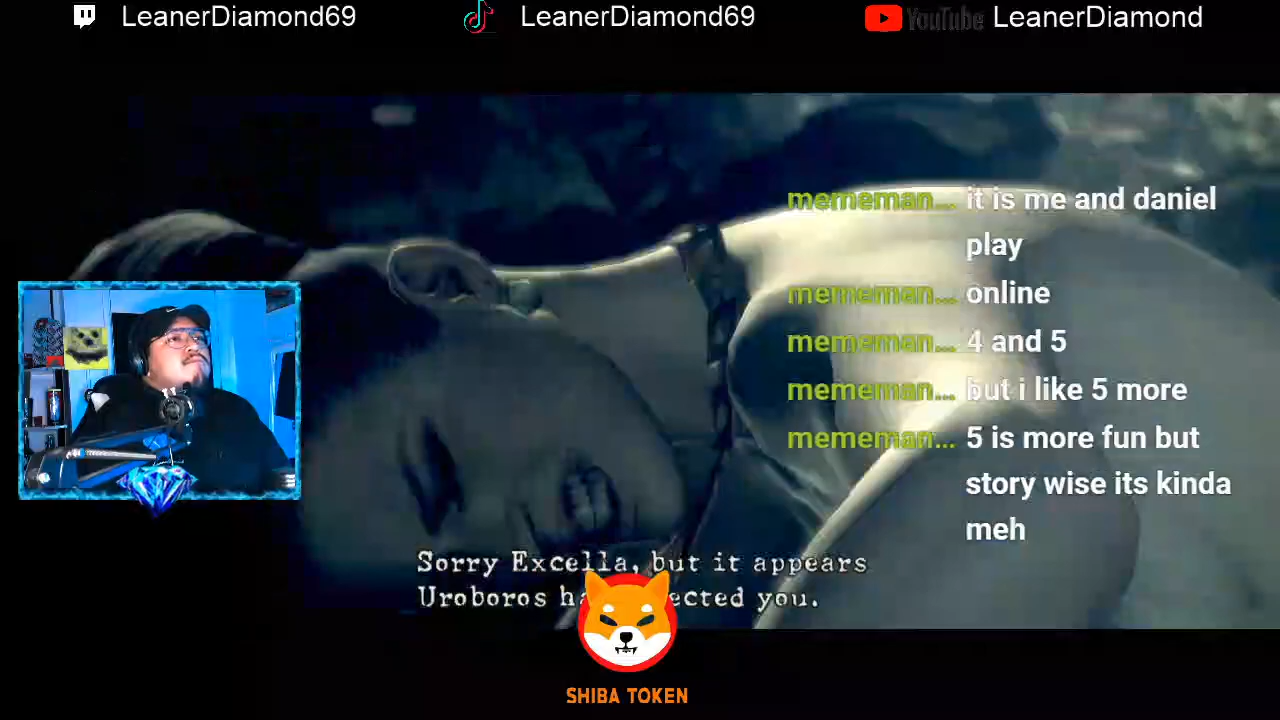 LeanerDiamond69
LeanerDiamond69
YouTube LeanerDiamond
mememan... it is me and daniel
play
mememan... online
mememan... 4 and 5
mememan... but i like 5 more
mememan... 5 is more fun but
story wise its kinda
meh
Sorry Excella, but it appears
Uroboros you.
SHIBA TOKEN